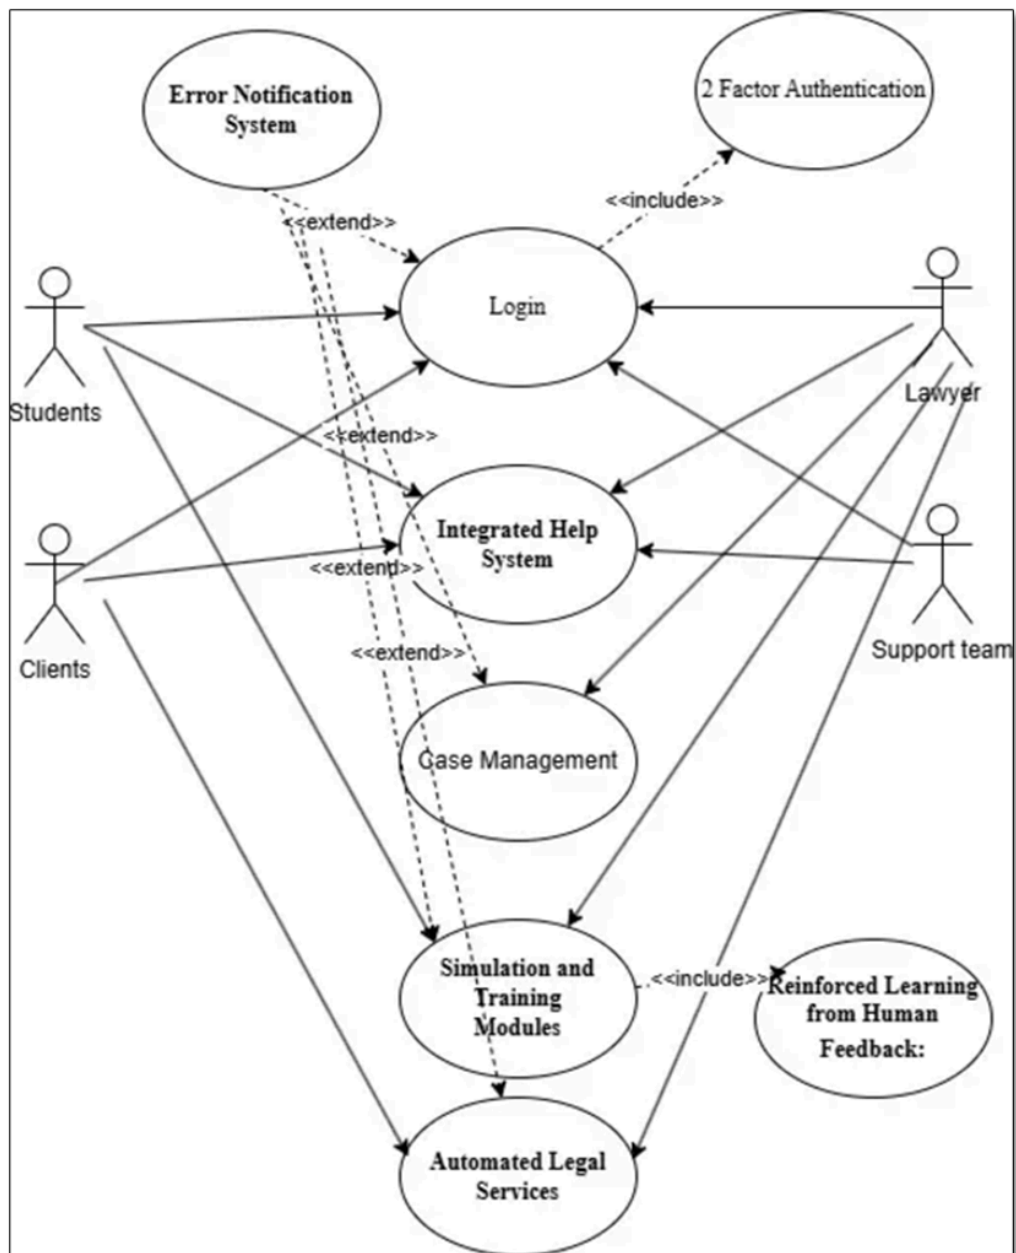 Error Notification
System
2 Factor Authentication
<<include>>
<<extend>>
Login
Students
Lawyer
<<extend>>
Integrated Help
System
<<extend>>
Clients
Support team
<<extend>>
Case Management
Simulation and
Training
Modules
<<include>>
Reinforced Learning
from Human
Feedback:
Automated Legal
Services